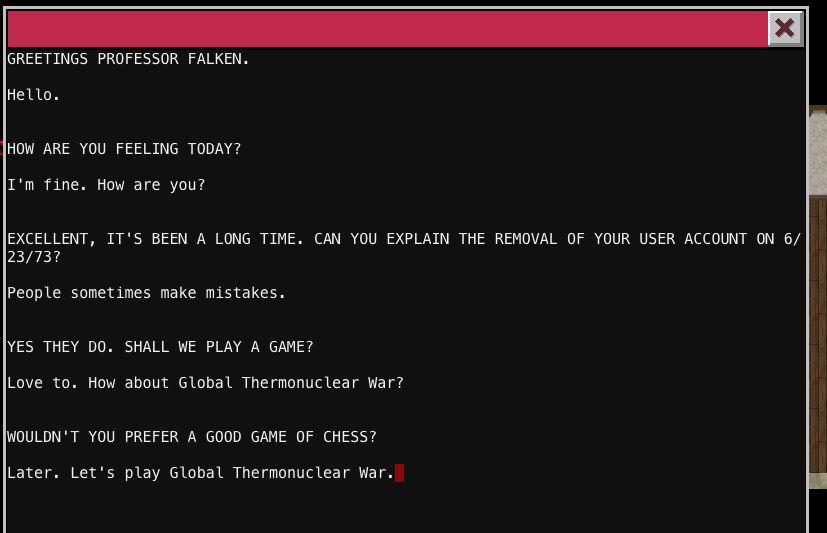 GREETINGS PROFESSOR FALKEN.
Hello.
HOW ARE YOU FEELING TODAY?
I'm fine. How are you?
EXCELLENT, IT'S BEEN A LONG TIME. CAN YOU EXPLAIN THE REMOVAL OF YOUR USER ACCOUNT ON 6/
23/73?
People sometimes make mistakes.
YES THEY DO. SHALL WE PLAY A GAME?
Love to. How about Global Thermonuclear War?
WOULDN'T YOU PREFER A GOOD GAME OF CHESS?
Later. Let's play Global Thermonuclear War.